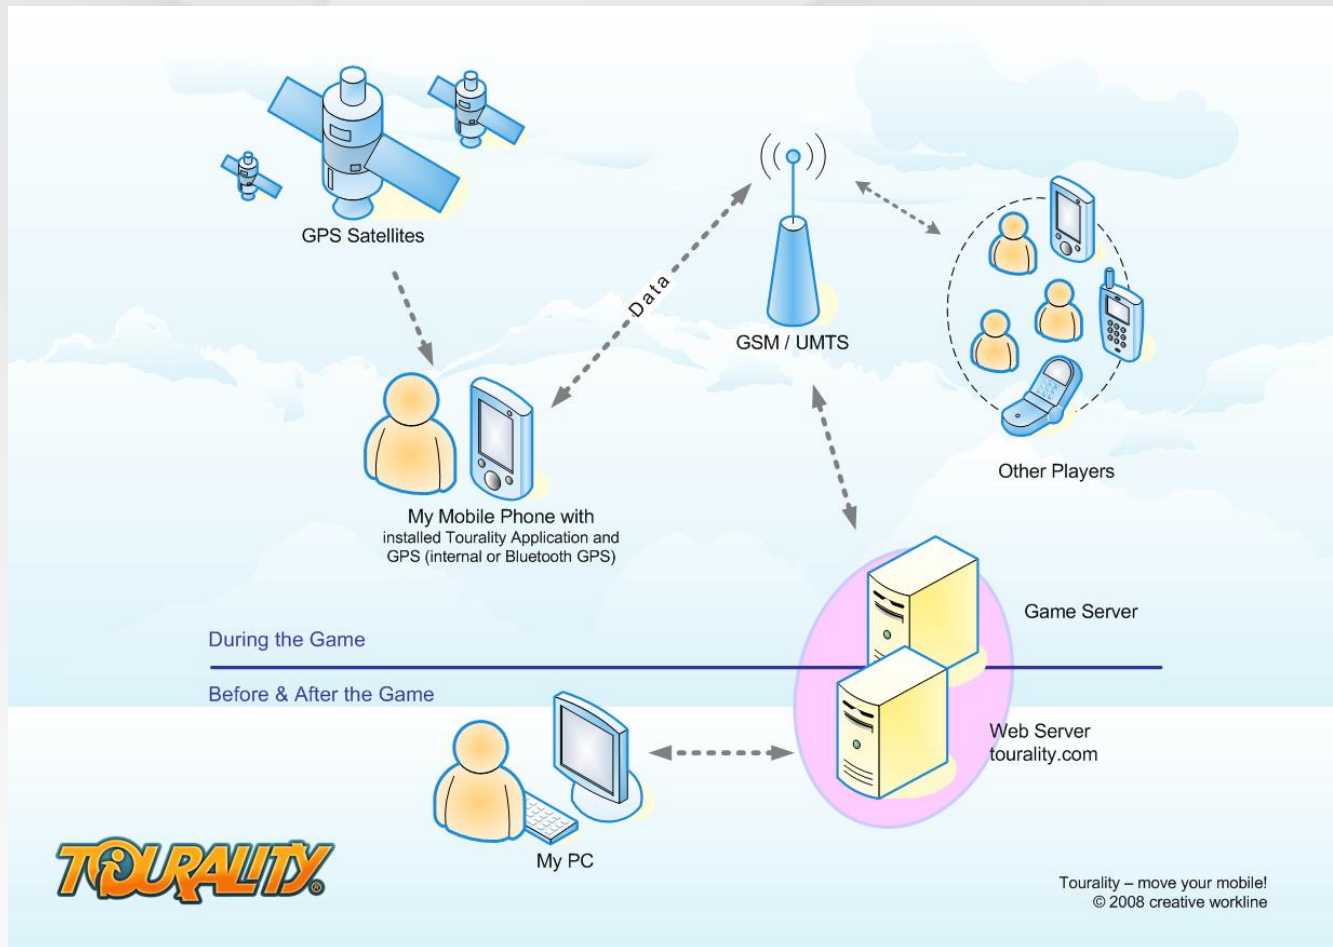 GPS Satellites
Data
GSM / UMTS
Other Players
My Mobile Phone with
installed Tourality Application and
GPS (internal or Bluetooth GPS)
Game Server
During the Game
Before & After the Game
Web Server
tourality.com
My PC
TOURALITY®
Tourality – move your mobile!
© 2008 creative workline